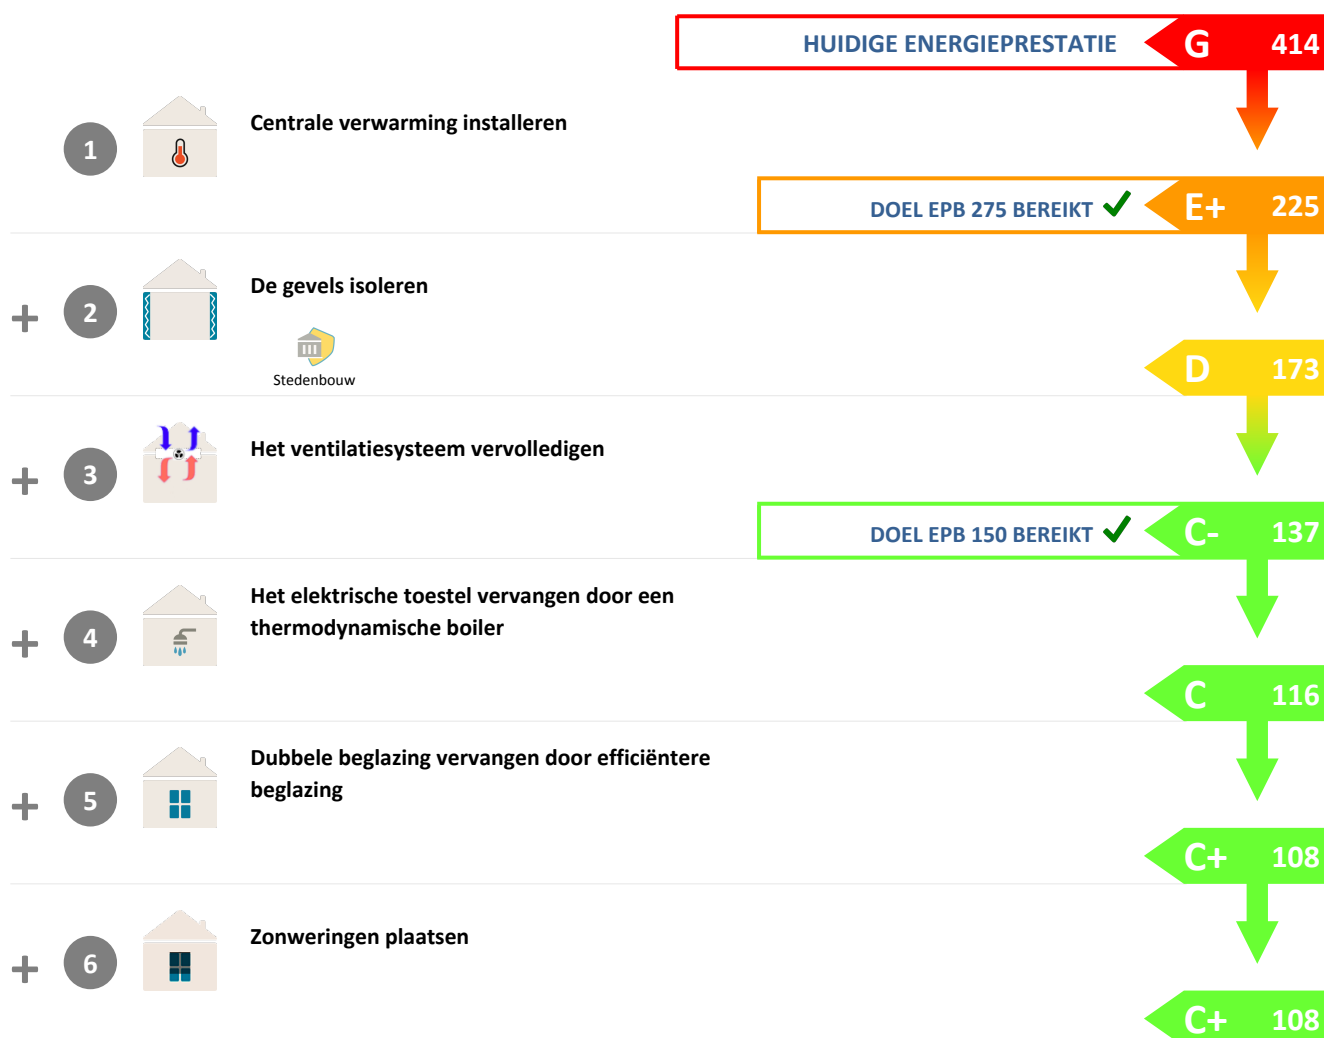 HUIDIGE ENERGIEPRESTATIE G 414
1 Centrale verwarming installeren
DOEL EPB 275 BEREIKT E+ 225
+ 2 De gevels isoleren
Stedenbouw
D 173
+ 3 Het ventilatiesysteem vervolledigen
DOEL EPB 150 BEREIKT C- 137
+ 4 Het elektrische toestel vervangen door een
thermodynamische boiler
C 116
+ 5 Dubbele beglazing vervangen door efficiëntere
beglazing
C+ 108
+ 6 Zonweringen plaatsen
C+ 108